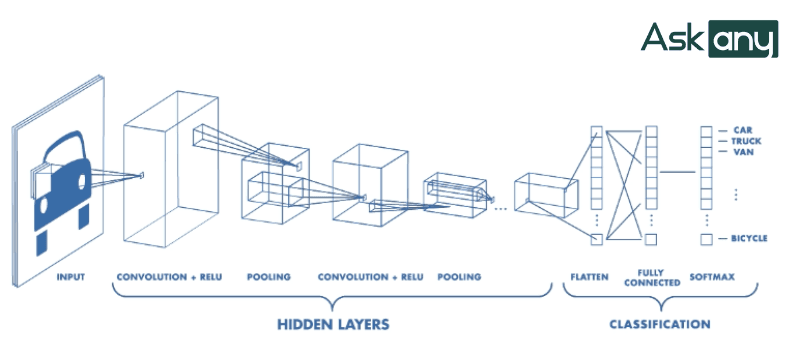 Ask any
CAR
TRUCK
VAN
BICYCLE
INPUT
CONVOLUTION + RELU
POOLING
CONVOLUTION + RELU
POOLING
FLATTEN
FULLY
CONNECTED
SOFTMAX
HIDDEN LAYERS
CLASSIFICATION